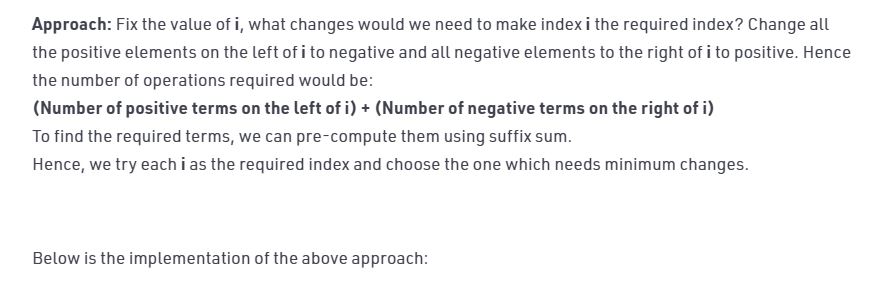 Approach: Fix the value of i, what changes would we need to make index i the required index? Change all
the positive elements on the left of i to negative and all negative elements to the right of i to positive. Hence
the number of operations required would be:
(Number of positive terms on the left of i) + (Number of negative terms on the right of i)
To find the required terms, we can pre-compute them using suffix sum.
Hence, we try each i as the required index and choose the one which needs minimum changes.
Below is the implementation of the above approach: